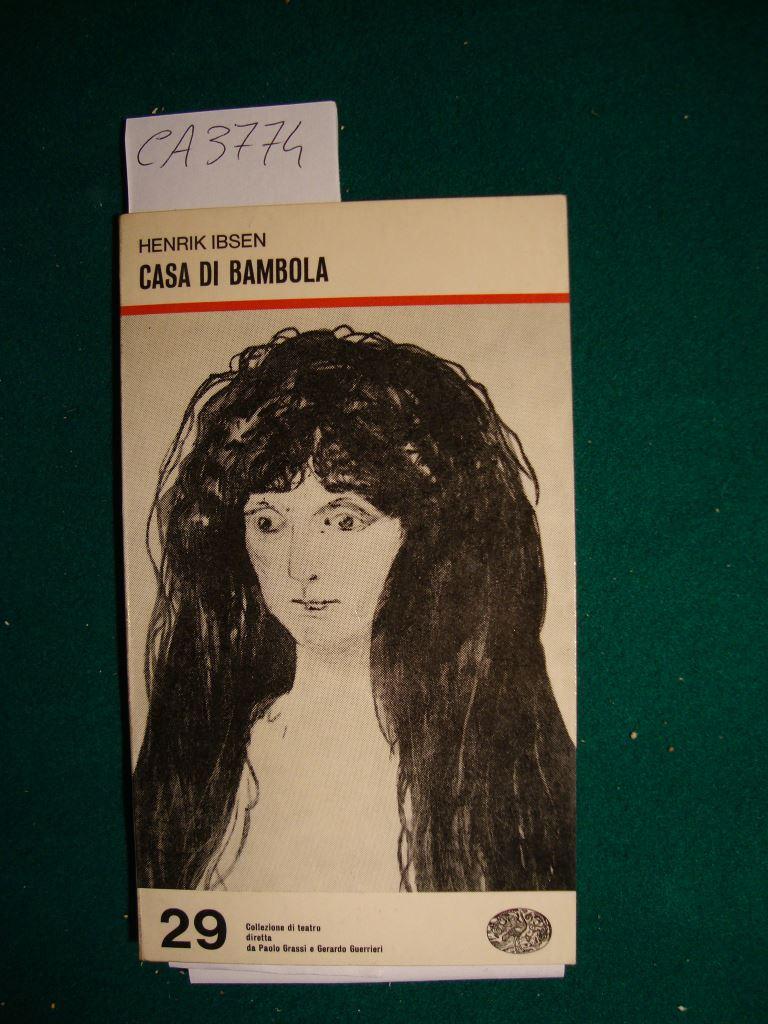 CA3774
HENRIK IBSEN
CASA DI BAMBOLA
29
Collezione di teatro
diretta
da Paolo Grassi e Gerardo Guerrieri